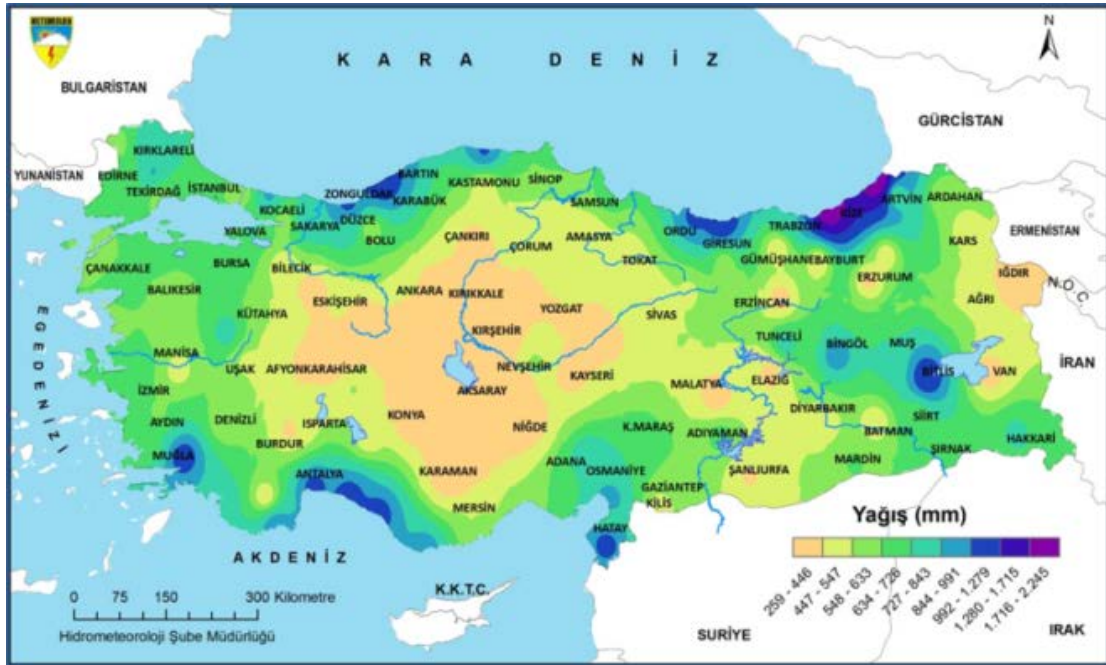 METEOROLOJİ
K A R A D E N İ Z
N
BULGARİSTAN
GÜRCİSTAN
YUNANİSTAN
ERMENİSTAN
N.Ö.C.
İRAN
IRAK
SURİYE
K.K.T.C.
A K D E N İ Z
E G E D E N İ Z İ
KIRKLARELİ
EDİRNE
TEKİRDAĞ
İSTANBUL
KOCAELİ
YALOVA
SAKARYA
DÜZCE
ZONGULDAK
BARTIN
KARABÜK
KASTAMONU
SİNOP
SAMSUN
BOLU
ÇANKIRI
ÇORUM
AMASYA
TOKAT
ORDU
GİRESUN
TRABZON
RİZE
ARTVİN
ARDAHAN
KARS
IĞDIR
AĞRI
GÜMÜŞHANE
BAYBURT
ERZURUM
ERZİNCAN
ÇANAKKALE
BALIKESİR
BURSA
BİLECİK
ESKİŞEHİR
KÜTAHYA
ANKARA
KIRIKKALE
KIRŞEHİR
YOZGAT
SİVAS
TUNCELİ
BİNGÖL
MUŞ
BİTLİS
VAN
MANİSA
UŞAK
AFYONKARAHİSAR
AKSARAY
NEVŞEHİR
KAYSERİ
MALATYA
ELAZIĞ
DİYARBAKIR
BATMAN
SİİRT
ŞIRNAK
HAKKARİ
İZMİR
AYDIN
DENİZLİ
BURDUR
ISPARTA
KONYA
NİĞDE
K.MARAŞ
ADIYAMAN
MARDİN
MUĞLA
ANTALYA
KARAMAN
MERSİN
ADANA
OSMANİYE
GAZİANTEP
KİLİS
ŞANLIURFA
HATAY
Yağış (mm)
259 - 446
447 - 547
548 - 633
634 - 726
727 - 843
844 - 991
992 - 1.279
1.280 - 1.715
1.716 - 2.245
0 75 150 300 Kilometre
Hidrometeoroloji Şube Müdürlüğü